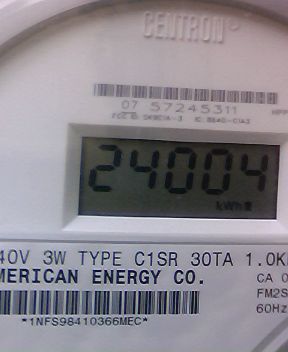 CENTRON®
07 57245311
24004
kWh
40V 3W TYPE C1SR 30TA 1.0K
MERICAN ENERGY CO.
CA 0
FM2S
60Hz
*1NFS98410366MEC*